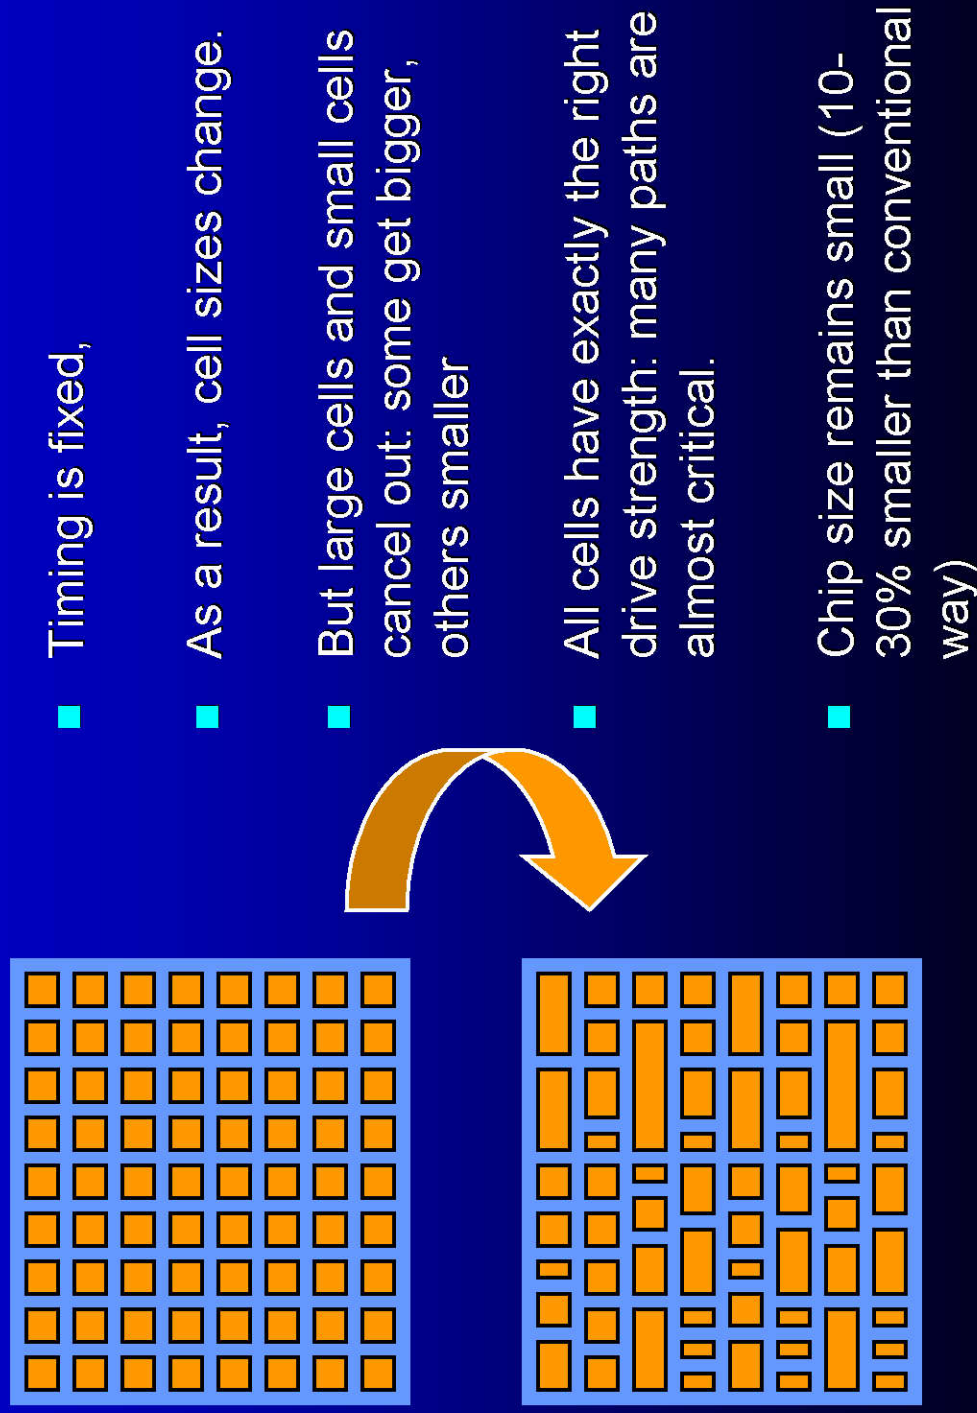 Timing is fixed,
As a result, cell sizes change.
But large cells and small cells
cancel out: some get bigger,
others smaller
All cells have exactly the right
drive strength: many paths are
almost critical.
Chip size remains small (10-
30% smaller than conventional
way)